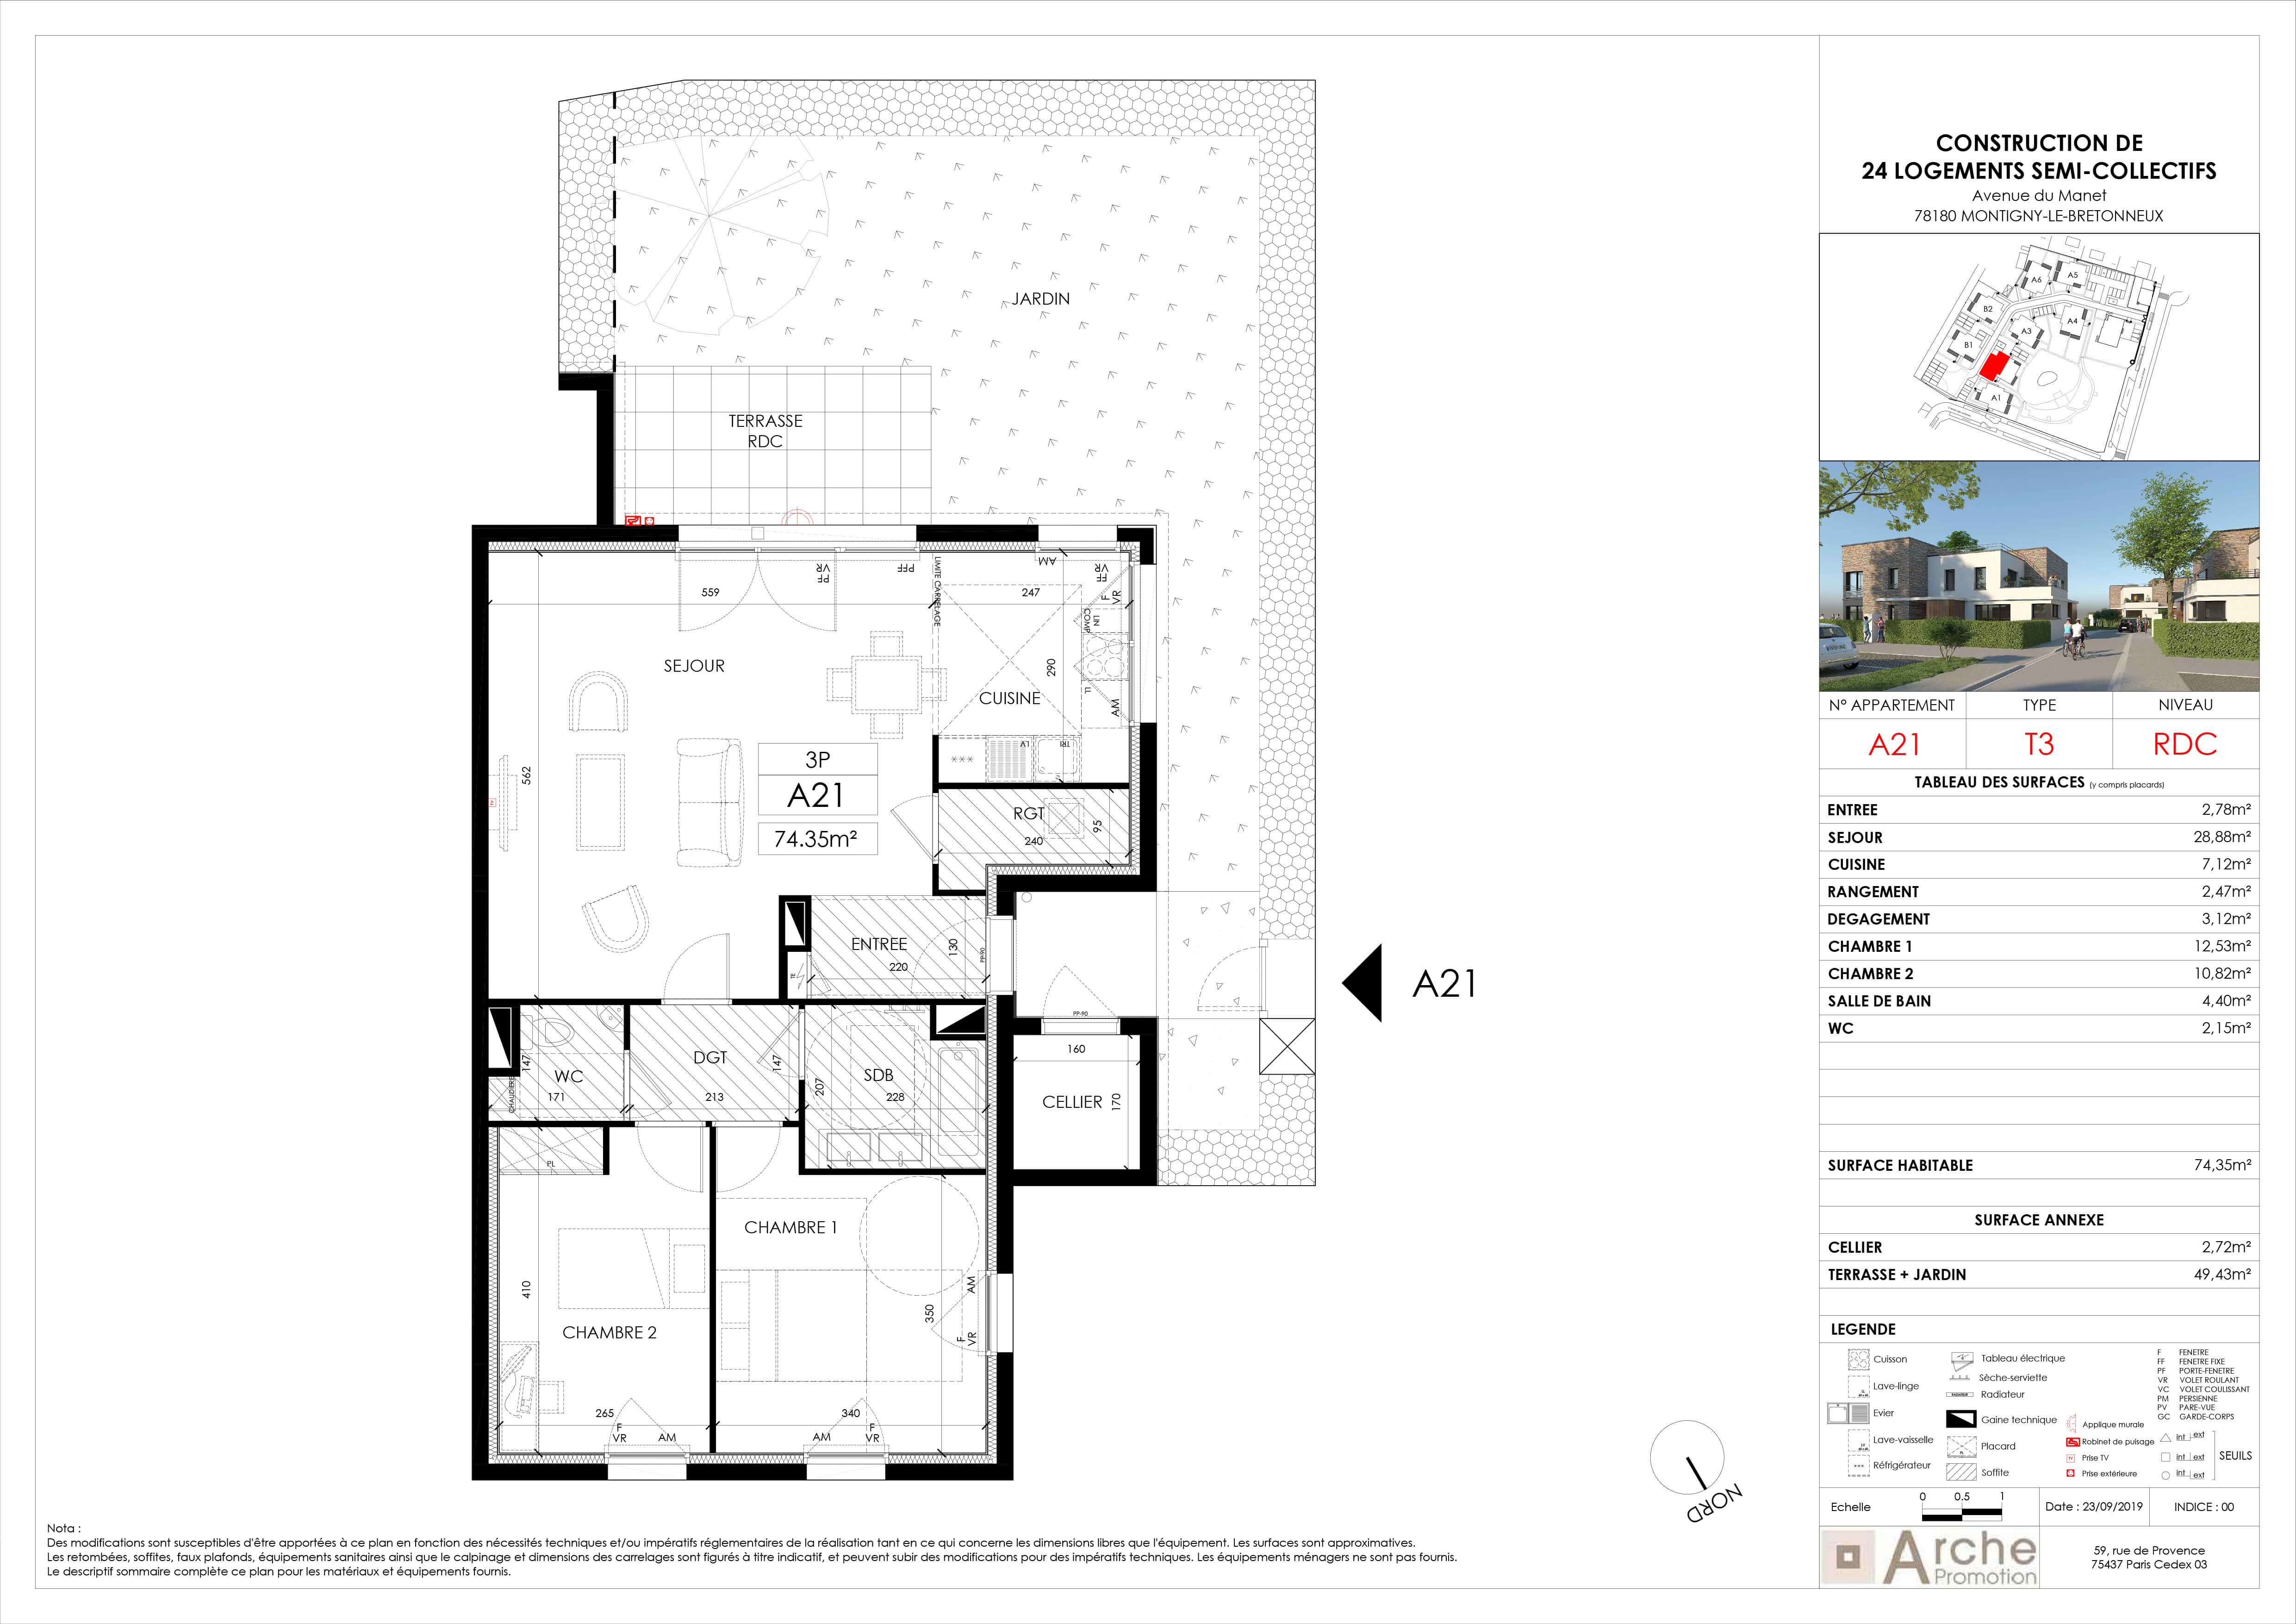 JARDIN
TERRASSE
RDC
PF
VR
PFF
LIMITE CARRELAGE
AM
FF
VR
F
VR
559
247
LIN
COMP
SEJOUR
290
CUISINE
LL
AM
LV
TRI
562
3P
A21
74.35m²
RGT
95
240
ENTREE
130
220
PP-90
A21
PP-90
160
CELLIER
170
147
WC
171
CHAUDIERE
DGT
147
213
207
SDB
228
PL
CHAMBRE 1
410
350
AM
F
VR
CHAMBRE 2
265
F
VR
AM
340
AM
F
VR
NORD
Nota :
Des modifications sont susceptibles d'être apportées à ce plan en fonction des nécessités techniques et/ou impératifs réglementaires de la réalisation tant en ce qui concerne les dimensions libres que l'équipement. Les surfaces sont approximatives.
Les retombées, soffites, faux plafonds, équipements sanitaires ainsi que le calpinage et dimensions des carrelages sont figurés à titre indicatif, et peuvent subir des modifications pour des impératifs techniques. Les équipements ménagers ne sont pas fournis.
Le descriptif sommaire complète ce plan pour les matériaux et équipements fournis.
CONSTRUCTION DE
24 LOGEMENTS SEMI-COLLECTIFS
Avenue du Manet
78180 MONTIGNY-LE-BRETONNEUX
A6
A5
B2
A4
A3
B1
A1
N° APPARTEMENT TYPE NIVEAU
A21 T3 RDC
TABLEAU DES SURFACES (y compris placards)
ENTREE 2,78m²
SEJOUR 28,88m²
CUISINE 7,12m²
RANGEMENT 2,47m²
DEGAGEMENT 3,12m²
CHAMBRE 1 12,53m²
CHAMBRE 2 10,82m²
SALLE DE BAIN 4,40m²
WC 2,15m²
SURFACE HABITABLE 74,35m²
SURFACE ANNEXE
CELLIER 2,72m²
TERRASSE + JARDIN 49,43m²
LEGENDE
Cuisson
Lave-linge
Evier
Lave-vaisselle
Réfrigérateur
Tableau électrique
Sèche-serviette
RADIATEUR Radiateur
Gaine technique
Placard
Soffite
Applique murale
Robinet de puisage
Prise TV
Prise extérieure
F FENETRE
FF FENETRE FIXE
PF PORTE-FENETRE
VR VOLET ROULANT
VC VOLET COULISSANT
PM PERSIENNE
PV PARE-VUE
GC GARDE-CORPS
int ext
int ext
int ext
SEUILS
Echelle
0 0.5 1
Date : 23/09/2019
INDICE : 00
Arche
Promotion
59, rue de Provence
75437 Paris Cedex 03